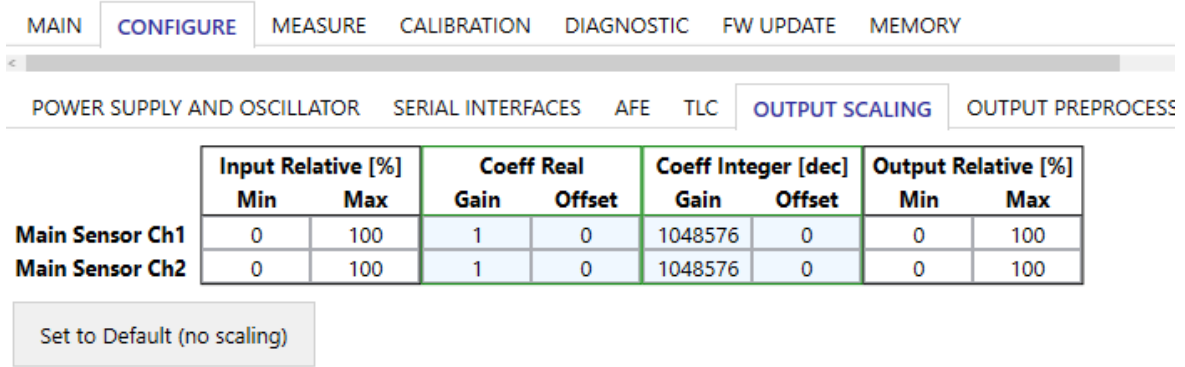 MAIN CONFIGURE MEASURE CALIBRATION DIAGNOSTIC FW UPDATE MEMORY
<
POWER SUPPLY AND OSCILLATOR SERIAL INTERFACES AFE TLC OUTPUT SCALING OUTPUT PREPROCESS
Input Relative [%] Coeff Real Coeff Integer [dec] Output Relative [%]
Min Max Gain Offset Gain Offset Min Max
Main Sensor Ch1 0 100 1 0 1048576 0 0 100
Main Sensor Ch2 0 100 1 0 1048576 0 0 100
Set to Default (no scaling)